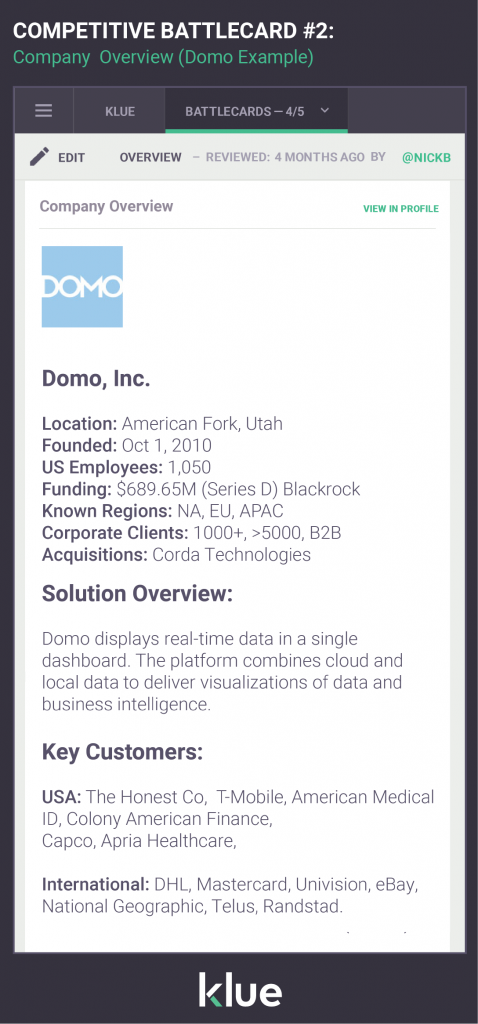 COMPETITIVE BATTLECARD #2:
Company Overview (Domo Example)
KLUE
BATTLECARDS — 4/5
EDIT
OVERVIEW – REVIEWED: 4 MONTHS AGO BY @NICKB
Company Overview
VIEW IN PROFILE
DOMO
Domo, Inc.
Location: American Fork, Utah
Founded: Oct 1, 2010
US Employees: 1,050
Funding: $689.65M (Series D) Blackrock
Known Regions: NA, EU, APAC
Corporate Clients: 1000+, >5000, B2B
Acquisitions: Corda Technologies
Solution Overview:
Domo displays real-time data in a single
dashboard. The platform combines cloud and
local data to deliver visualizations of data and
business intelligence.
Key Customers:
USA: The Honest Co, T-Mobile, American Medical
ID, Colony American Finance,
Capco, Apria Healthcare,
International: DHL, Mastercard, Univision, eBay,
National Geographic, Telus, Randstad.
klue